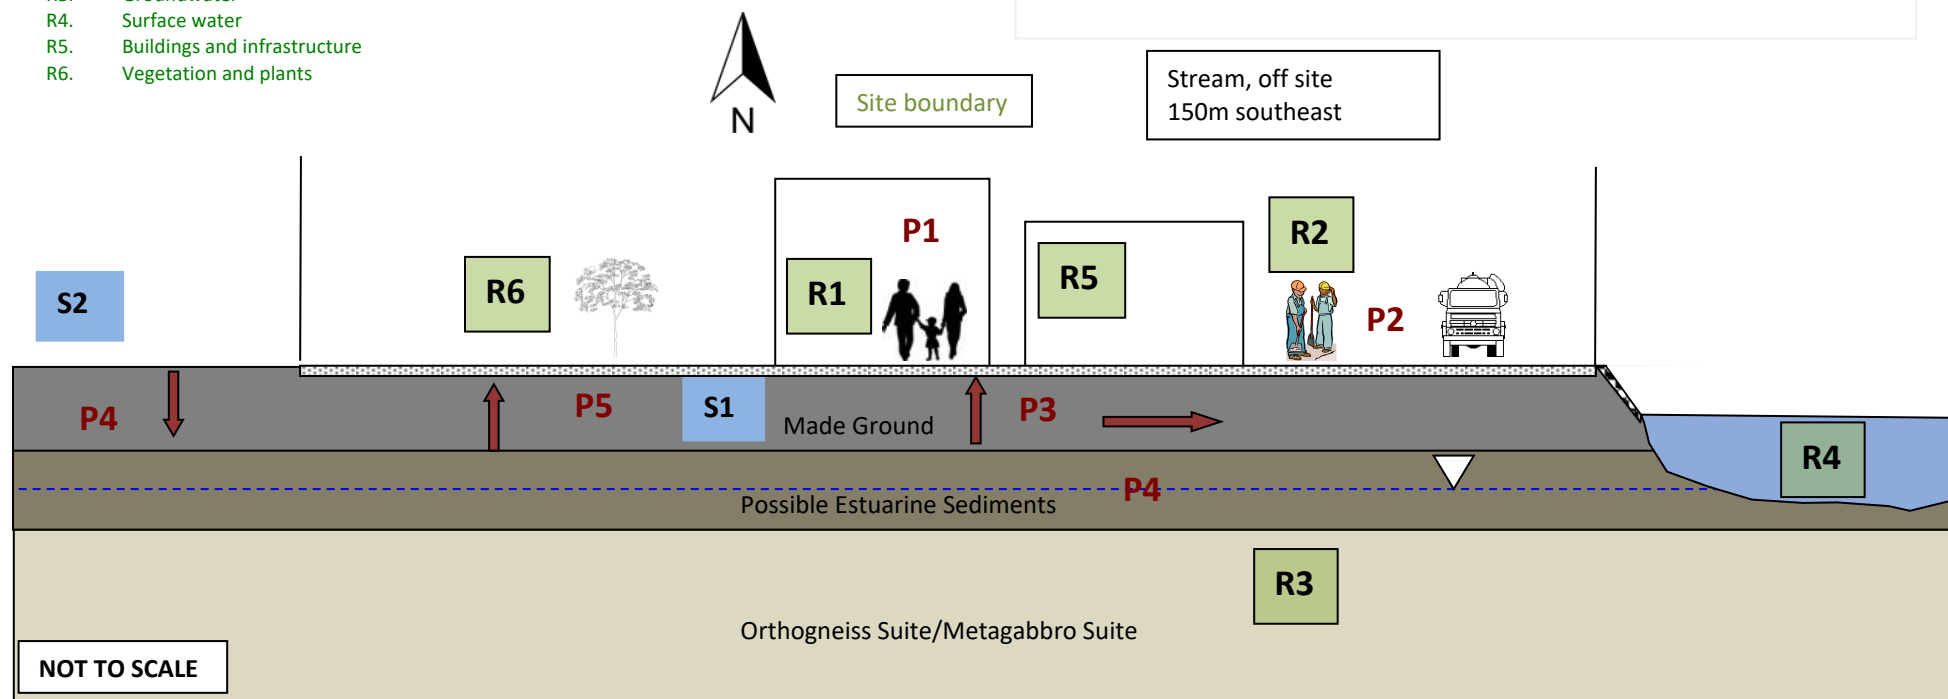 R3. Groundwater
R4. Surface water
R5. Buildings and infrastructure
R6. Vegetation and plants
N
Site boundary
Stream, off site
150m southeast
S2
R6
R1
P1
R5
R2
P2
P4
P5
S1
Made Ground
P3
R4
P4
Possible Estuarine Sediments
R3
Orthogneiss Suite/Metagabbro Suite
NOT TO SCALE